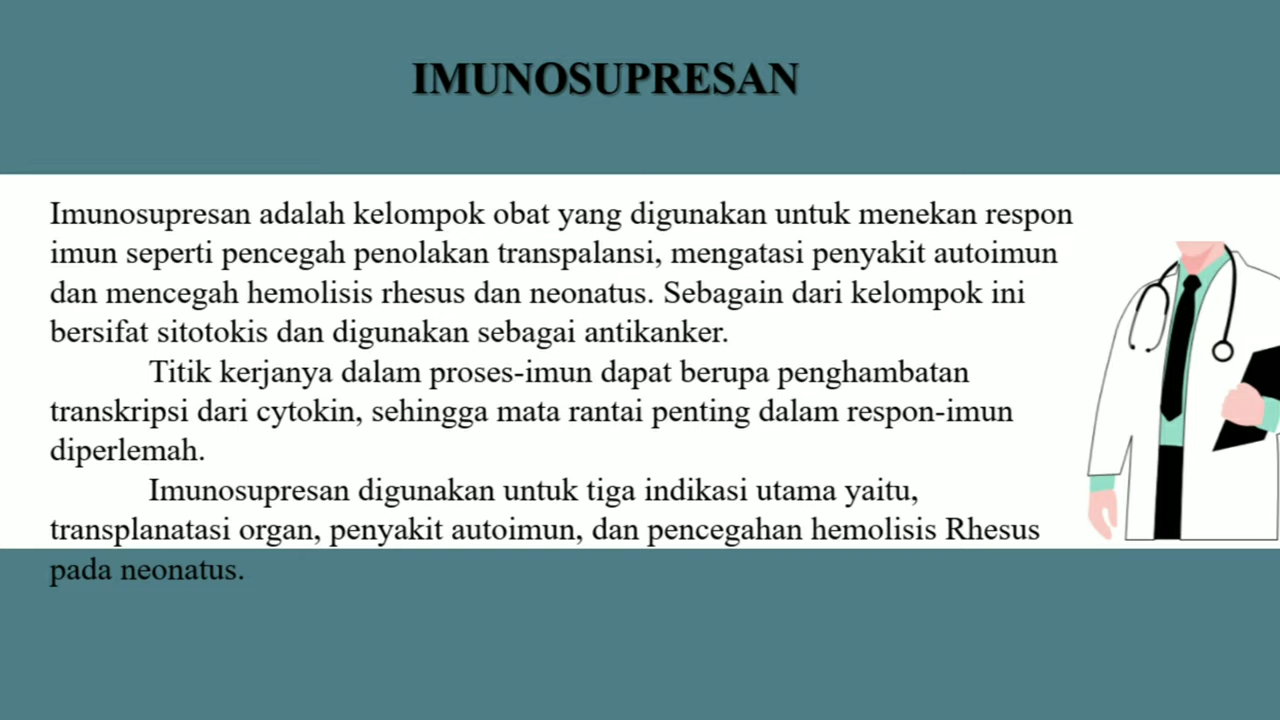 IMUNOSUPRESAN
Imunosupresan adalah kelompok obat yang digunakan untuk menekan respon
imun seperti pencegah penolakan transpalansi, mengatasi penyakit autoimun
dan mencegah hemolisis rhesus dan neonatus. Sebagain dari kelompok ini
bersifat sitotokis dan digunakan sebagai antikanker.
Titik kerjanya dalam proses-imun dapat berupa penghambatan
transkripsi dari cytokin, sehingga mata rantai penting dalam respon-imun
diperlemah.
Imunosupresan digunakan untuk tiga indikasi utama yaitu,
transplanatasi organ, penyakit autoimun, dan pencegahan hemolisis Rhesus
pada neonatus.